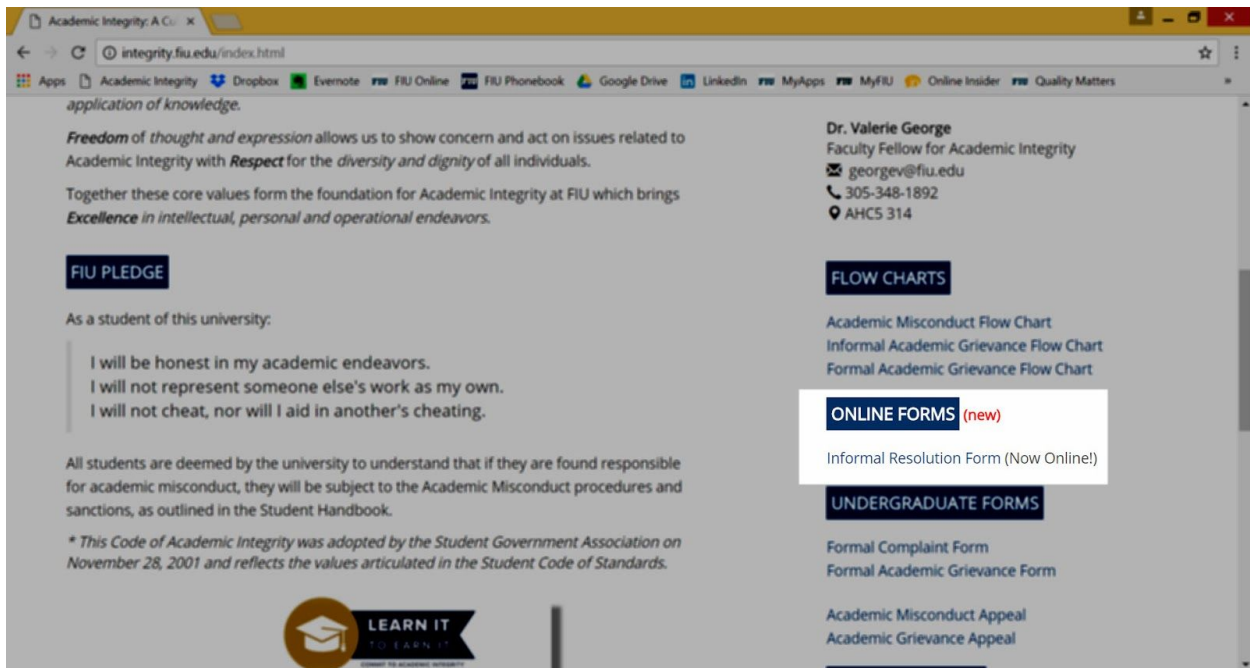 Academic Integrity: A Cu
integrity.fiu.edu/index.html
Apps Academic Integrity Dropbox Evernote FIU Online FIU Phonebook Google Drive LinkedIn MyApps MyFIU Online Insider Quality Matters »
application of knowledge.
Freedom of thought and expression allows us to show concern and act on issues related to
Academic Integrity with Respect for the diversity and dignity of all individuals.
Together these core values form the foundation for Academic Integrity at FIU which brings
Excellence in intellectual, personal and operational endeavors.
FIU PLEDGE
As a student of this university:
I will be honest in my academic endeavors.
I will not represent someone else's work as my own.
I will not cheat, nor will I aid in another's cheating.
All students are deemed by the university to understand that if they are found responsible
for academic misconduct, they will be subject to the Academic Misconduct procedures and
sanctions, as outlined in the Student Handbook.
* This Code of Academic Integrity was adopted by the Student Government Association on
November 28, 2001 and reflects the values articulated in the Student Code of Standards.
LEARN IT
TO EARN IT
COMMIT TO ACADEMIC INTEGRITY
Dr. Valerie George
Faculty Fellow for Academic Integrity
georgev@fiu.edu
305-348-1892
AHC5 314
FLOW CHARTS
Academic Misconduct Flow Chart
Informal Academic Grievance Flow Chart
Formal Academic Grievance Flow Chart
ONLINE FORMS (new)
Informal Resolution Form (Now Online!)
UNDERGRADUATE FORMS
Formal Complaint Form
Formal Academic Grievance Form
Academic Misconduct Appeal
Academic Grievance Appeal